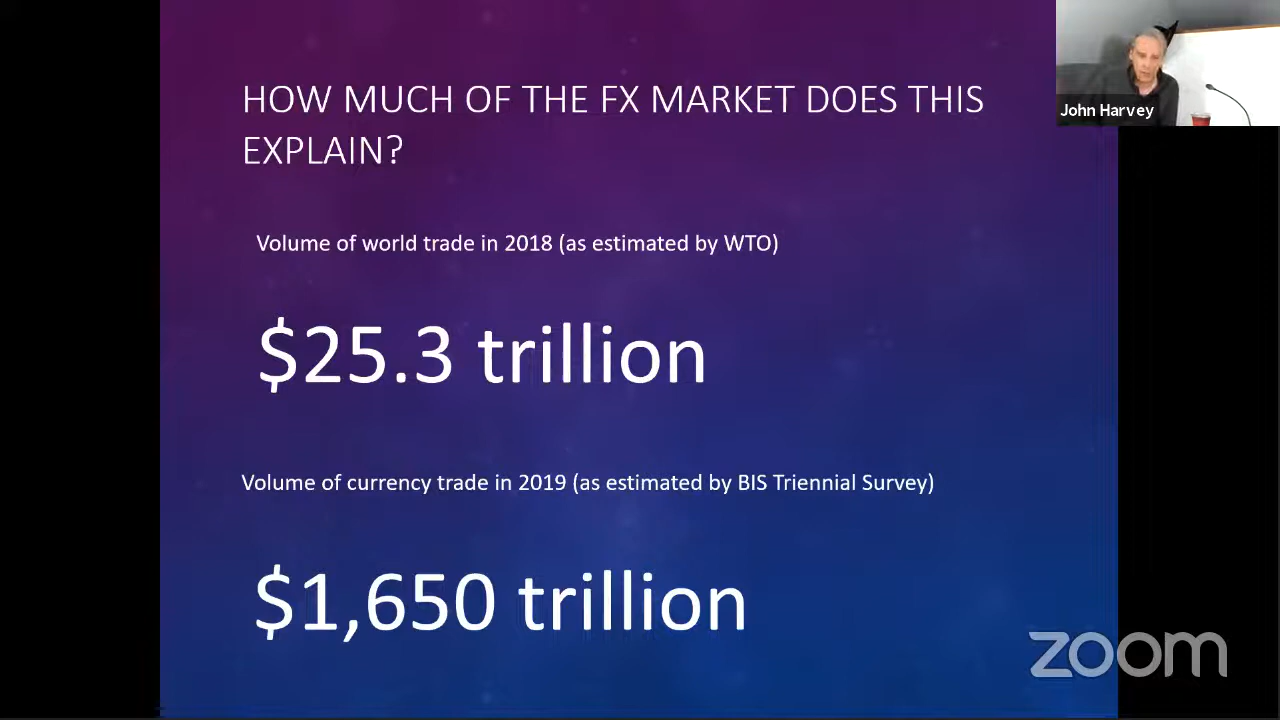 HOW MUCH OF THE FX MARKET DOES THIS
EXPLAIN?
John Harvey
Volume of world trade in 2018 (as estimated by WTO)
$25.3 trillion
Volume of currency trade in 2019 (as estimated by BIS Triennial Survey)
$1,650 trillion
zoom